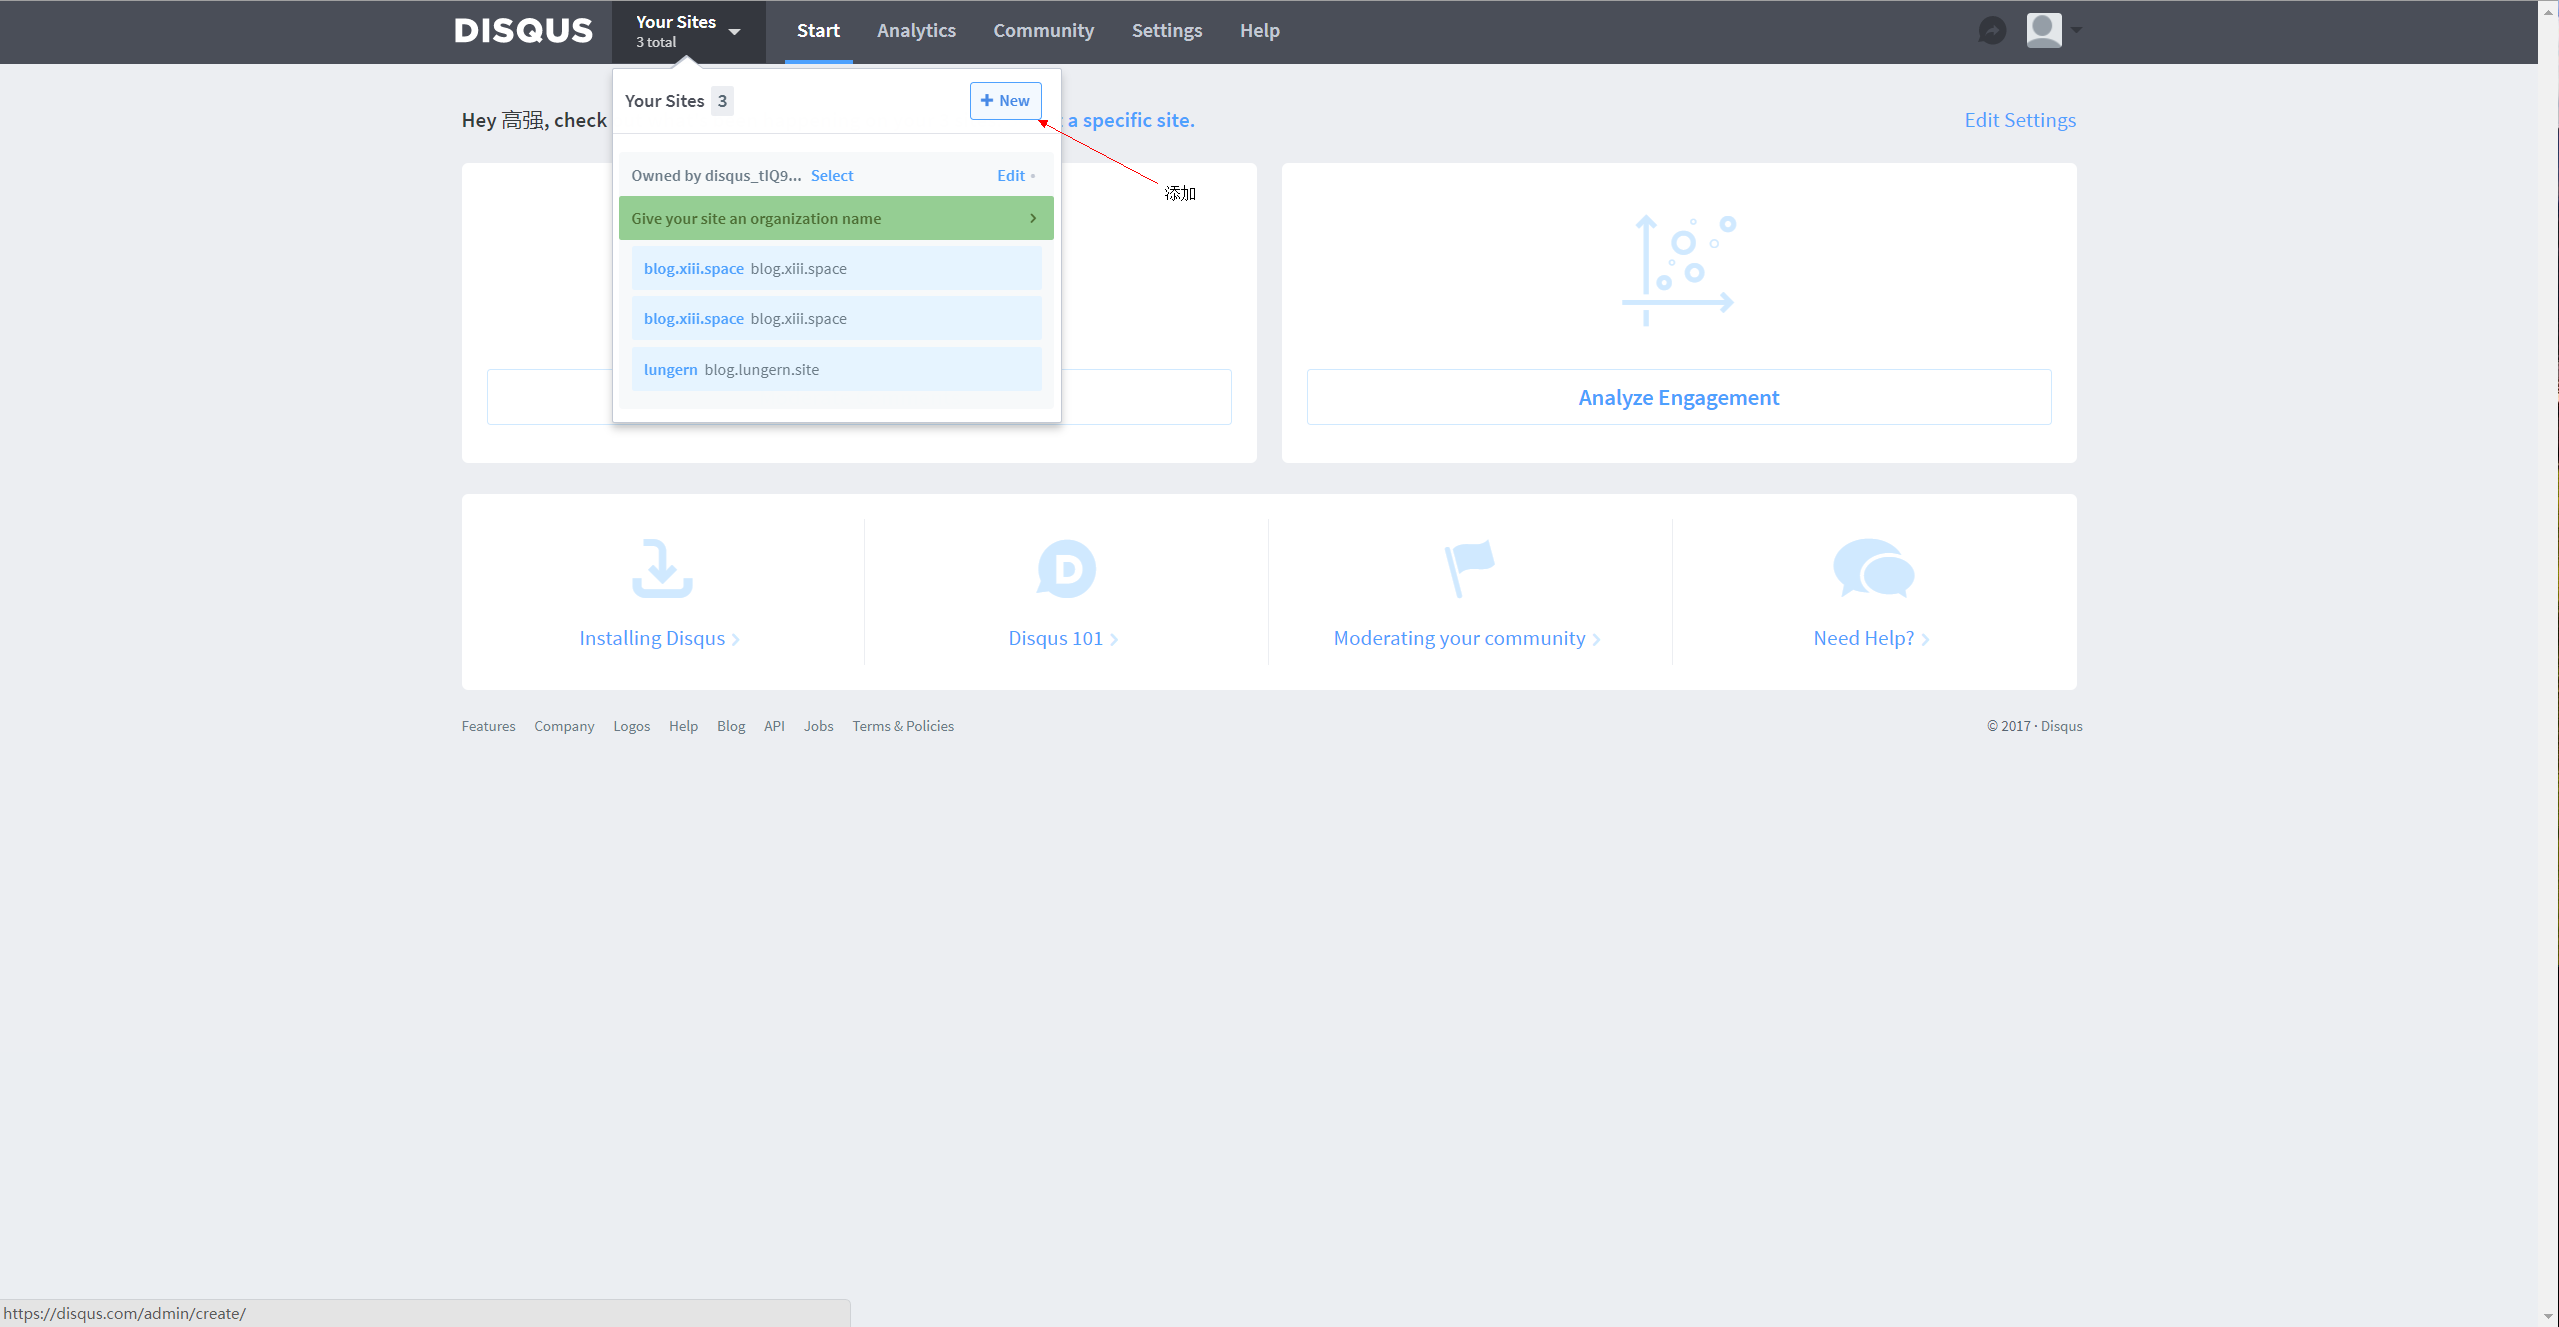 DISQUS
Your Sites
3 total
Start
Analytics
Community
Settings
Help
Your Sites 3
+ New
Hey 高强, check
a specific site.
Edit Settings
添加
Owned by disqus_tIQ9... Select
Edit
Give your site an organization name
blog.xiii.space blog.xiii.space
blog.xiii.space blog.xiii.space
lungern blog.lungern.site
Analyze Engagement
Installing Disqus
Disqus 101
Moderating your community
Need Help?
Features
Company
Logos
Help
Blog
API
Jobs
Terms & Policies
© 2017 · Disqus
https://disqus.com/admin/create/